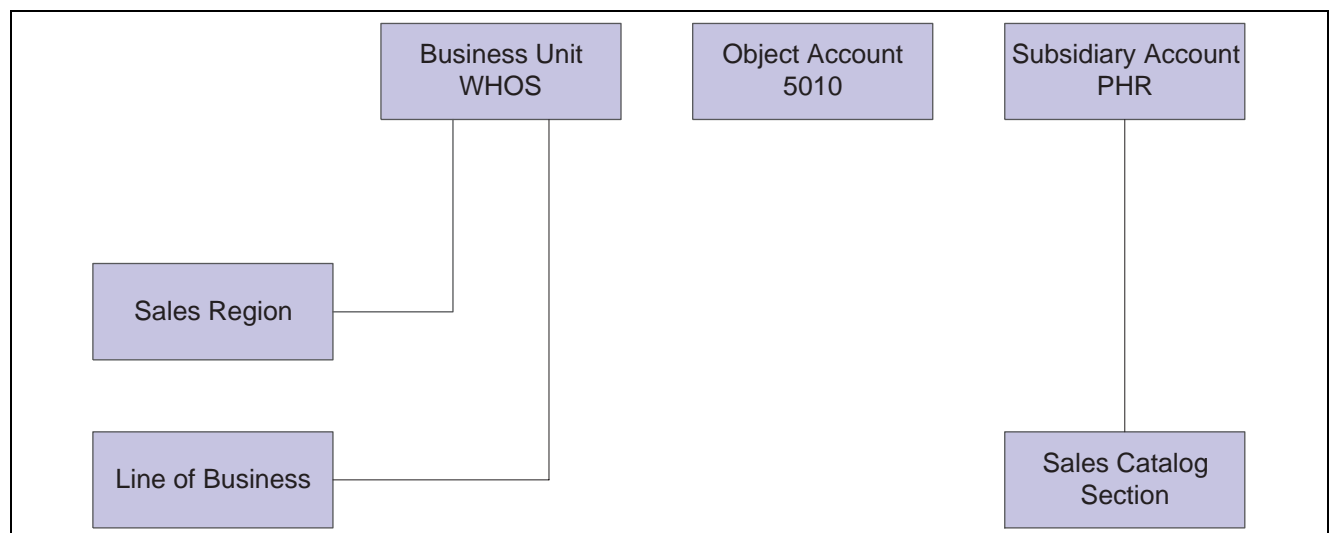 Business Unit
WHOS
Object Account
5010
Subsidiary Account
PHR
Sales Region
Line of Business
Sales Catalog
Section